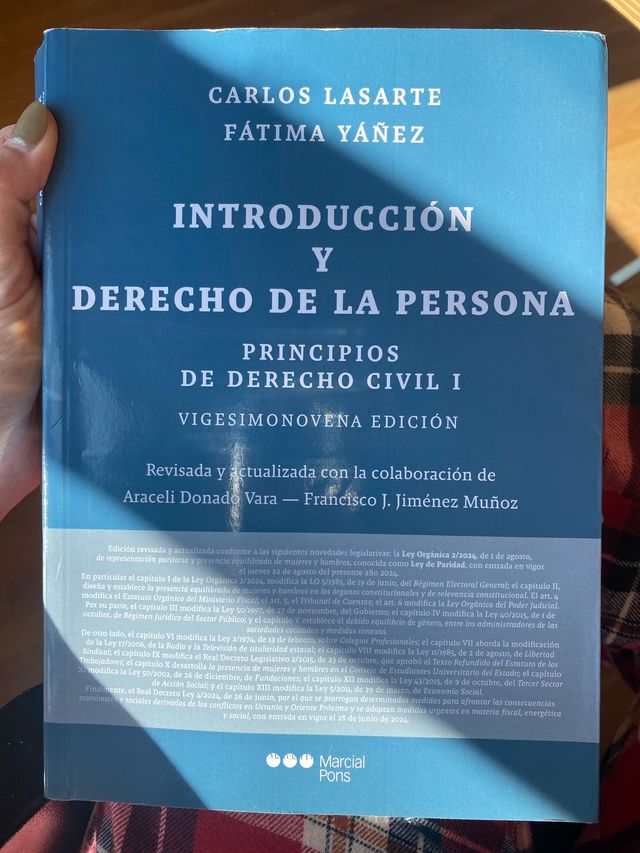 CARLOS LASARTE
FÁTIMA YÁÑEZ
INTRODUCCIÓN
Y
DERECHO DE LA PERSONA
PRINCIPIOS
DE DERECHO CIVIL I
VIGESIMONOVENA EDICIÓN
Revisada y actualizada con la colaboración de
Araceli Donado Vara — Francisco J. Jiménez Muñoz
Edición revisada y actualizada conforme a las siguientes novedades legislativas: la Ley Orgánica 2/2024, de 1 de agosto,
de representación paritaria y presencia equilibrada de mujeres y hombres, conocida como Ley de Paridad, con entrada en vigor
el jueves 22 de agosto del presente año 2024.
En particular el capítulo I de la Ley Orgánica 2/2024, modifica la LO 5/1985, de 19 de junio, del Régimen Electoral General; el capítulo II,
diseña y establece la presencia equilibrada de mujeres y hombres en los órganos constitucionales y de relevancia constitucional. El art. 4
modifica el Estatuto Orgánico del Ministerio Fiscal; el art. 5, el Tribunal de Cuentas; el art. 6 modifica la Ley Orgánica del Poder Judicial.
Por su parte, el capítulo III modifica la Ley 50/1997, de 27 de noviembre, del Gobierno; el capítulo IV modifica la Ley 40/2015, de 1 de
octubre, de Régimen Jurídico del Sector Público; y el capítulo V establece el debido equilibrio de género, entre los administradores de las
sociedades cotizadas y medidas conexas.
De otro lado, el capítulo VI modifica la Ley 2/1974, de 13 de febrero, sobre Colegios Profesionales; el capítulo VII aborda la modificación
de la Ley 17/2006, de la Radio y la Televisión de titularidad estatal; el capítulo VIII modifica la Ley 11/1985, de 2 de agosto, de Libertad
Sindical; el capítulo IX modifica el Real Decreto Legislativo 2/2015, de 23 de octubre, que aprobó el Texto Refundido del Estatuto de los
Trabajadores; el capítulo X desarrolla la presencia de mujeres y hombres en el Consejo de Estudiantes Universitario del Estado; el capítulo
XI modifica la Ley 50/2002, de 26 de diciembre, de Fundaciones; el capítulo XII modifica la Ley 43/2015, de 9 de octubre, del Tercer Sector
de Acción Social; y el capítulo XIII modifica la Ley 5/2011, de 29 de marzo, de Economía Social.
Finalmente, el Real Decreto Ley 4/2024, de 26 de junio, por el que se prorrogan determinadas medidas para afrontar las consecuencias
económicas y sociales derivadas de los conflictos en Ucrania y Oriente Próximo y se adoptan medidas urgentes en materia fiscal, energética
y social, con entrada en vigor el 28 de junio de 2024.
Marcial
Pons